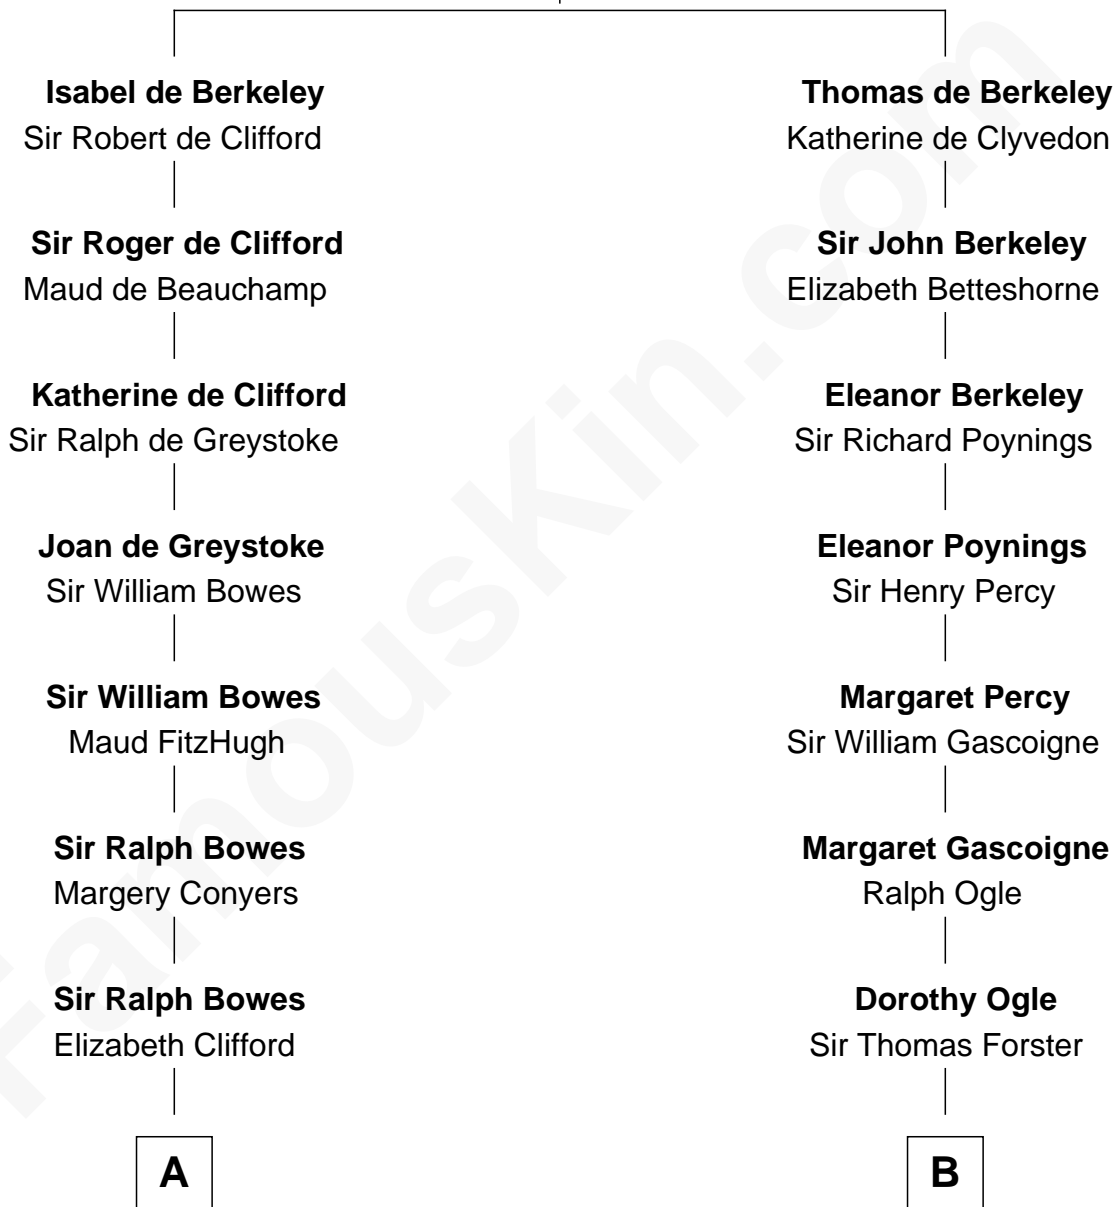 Isabel de Berkeley
Sir Robert de Clifford
Sir Roger de Clifford
Maud de Beauchamp
Katherine de Clifford
Sir Ralph de Greystoke
Joan de Greystoke
Sir William Bowes
Sir William Bowes
Maud FitzHugh
Sir Ralph Bowes
Margery Conyers
Sir Ralph Bowes
Elizabeth Clifford
A
Thomas de Berkeley
Katherine de Clyvedon
Sir John Berkeley
Elizabeth Betteshorne
Eleanor Berkeley
Sir Richard Poynings
Eleanor Poynings
Sir Henry Percy
Margaret Percy
Sir William Gascoigne
Margaret Gascoigne
Ralph Ogle
Dorothy Ogle
Sir Thomas Forster
B
FamousKin.com